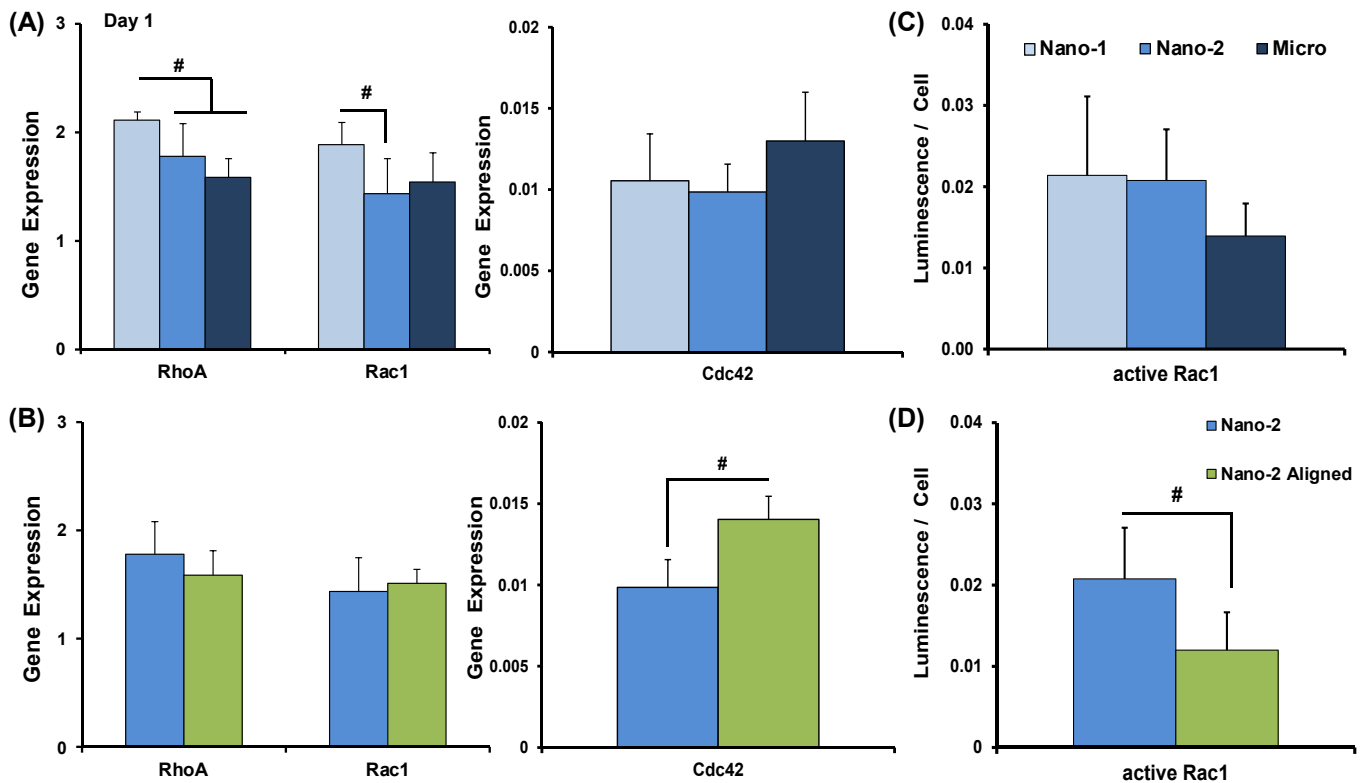 (A)
Day 1
Gene Expression
3
2
1
0
#
#
RhoA
Rac1
Gene Expression
0.02
0.015
0.01
0.005
0
Cdc42
(C)
Luminescence / Cell
0.04
0.03
0.02
0.01
0.00
Nano-1 Nano-2 Micro
active Rac1
(B)
Gene Expression
3
2
1
0
RhoA
Rac1
Gene Expression
0.02
0.015
0.01
0.005
0
#
Cdc42
(D)
Luminescence / Cell
0.04
0.03
0.02
0.01
0
Nano-2
Nano-2 Aligned
#
active Rac1